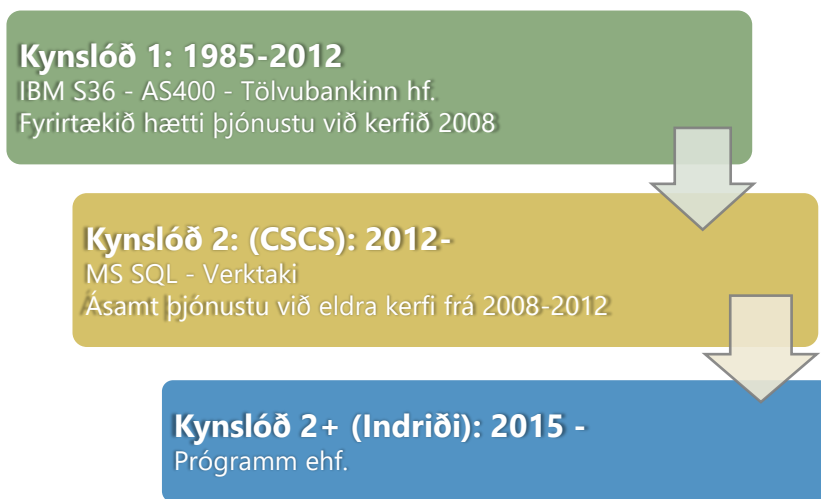 Kynslóð 1: 1985-2012
IBM S36 - AS400 - Tölvubankinn hf.
Fyrirtækið hætti þjónustu við kerfið 2008
Kynslóð 2: (CSCS): 2012-
MS SQL - Verktaki
Ásamt þjónustu við eldra kerfi frá 2008-2012
Kynslóð 2+ (Indriði): 2015 -
Prógramm ehf.